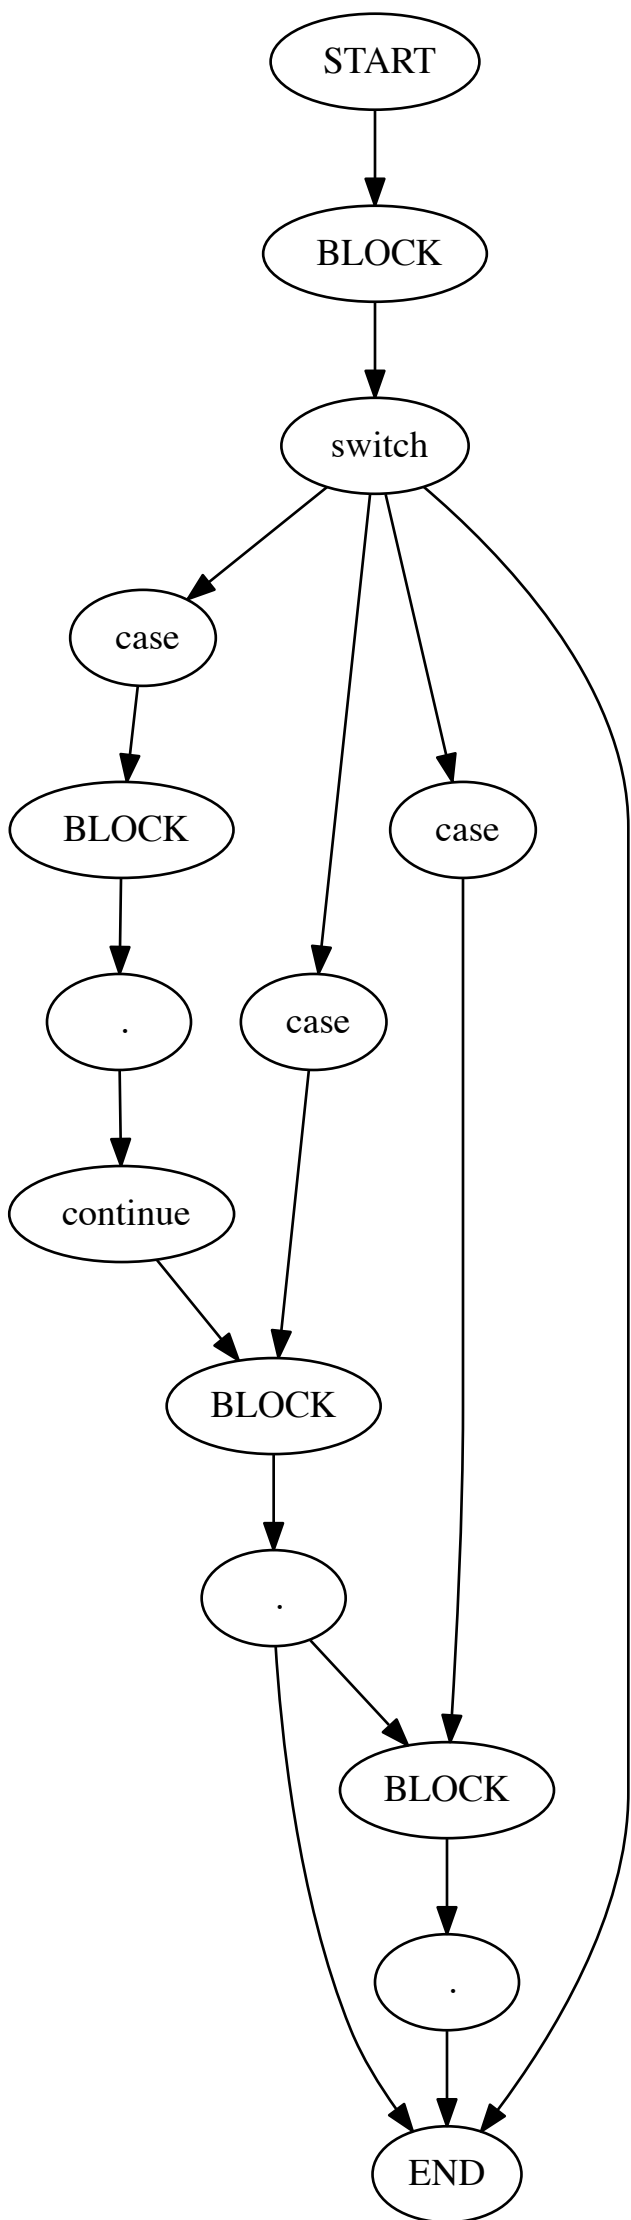 START
BLOCK
switch
case
BLOCK
case
.
case
continue
BLOCK
.
BLOCK
.
END